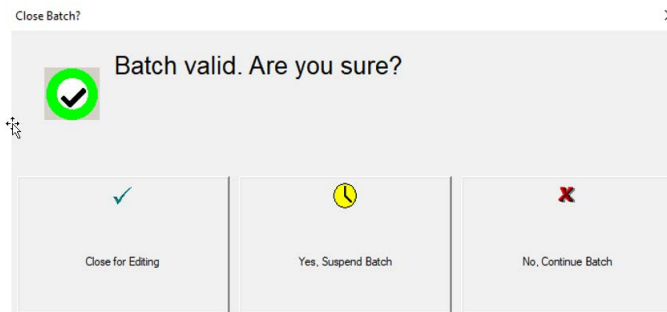 Close Batch?
Batch valid. Are you sure?
Close for Editing
Yes, Suspend Batch
No, Continue Batch